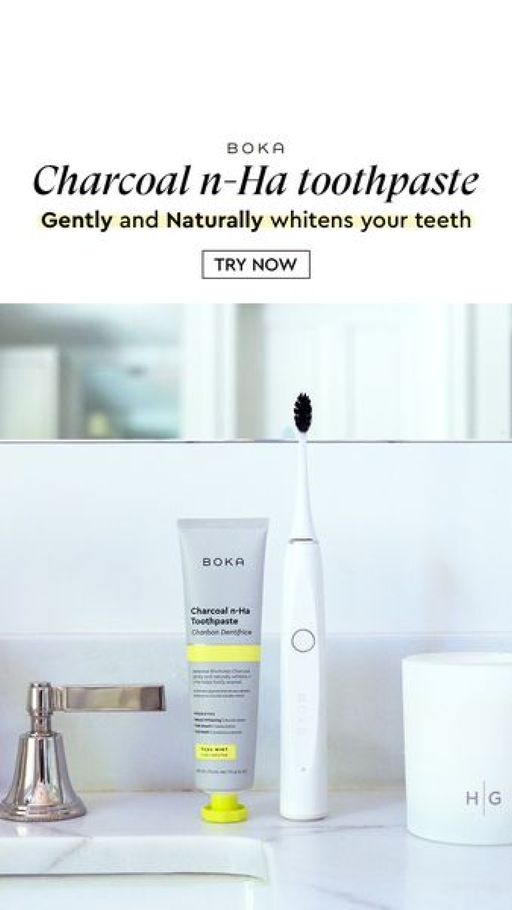 BOKA
Charcoal n-Ha toothpaste
Gently and Naturally whitens your teeth
TRY NOW
BOKA
Charcoal n-Ha
Toothpaste
Charbon Dentifrice
BOKA
H|G